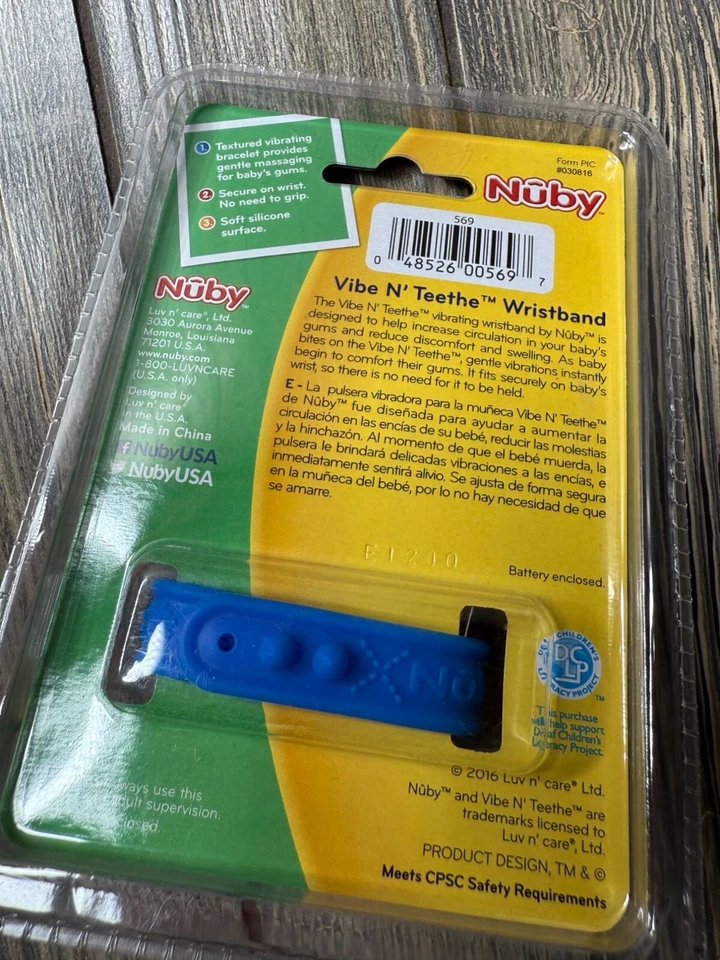 1. Textured vibrating
bracelet provides
gentle massaging
for baby's gums.
2. Secure on wrist.
No need to grip.
3. Soft silicone
surface.
Form PIC
#030816
Nûby™
569
0 48526 00569 7
Nûby™
Luv n' care®, Ltd.
3030 Aurora Avenue
Monroe, Louisiana
71201 U.S.A.
www.nuby.com
1-800-LUVNCARE
(U.S.A. only)
Designed by
Luv n' care®
in the U.S.A.
Made in China
NubyUSA
NubyUSA
Vibe N' Teethe™ Wristband
The Vibe N' Teethe™ vibrating wristband by Nûby™ is
designed to help increase circulation in your baby's
gums and reduce discomfort and swelling. As baby
bites on the Vibe N' Teethe™, gentle vibrations instantly
begin to comfort their gums. It fits securely on baby's
wrist, so there is no need for it to be held.
E - La pulsera vibradora para la muñeca Vibe N' Teethe™
de Nûby™ fue diseñada para ayudar a aumentar la
circulación en las encías de su bebé, reducir las molestias
y la hinchazón. Al momento de que el bebé muerda, la
pulsera le brindará delicadas vibraciones a las encías, e
inmediatamente sentirá alivio. Se ajusta de forma segura
en la muñeca del bebé, por lo no hay necesidad de que
se amarre.
Battery enclosed.
NÛ
CHILDREN'S
DCLP
LITERACY PROJECT
™
This purchase
will help support
Deaf Children's
Literacy Project.
use this
adult supervision.
© 2016 Luv n' care® Ltd.
Nûby™ and Vibe N' Teethe™ are
trademarks licensed to
Luv n' care®, Ltd.
PRODUCT DESIGN, TM & ©
Meets CPSC Safety Requirements